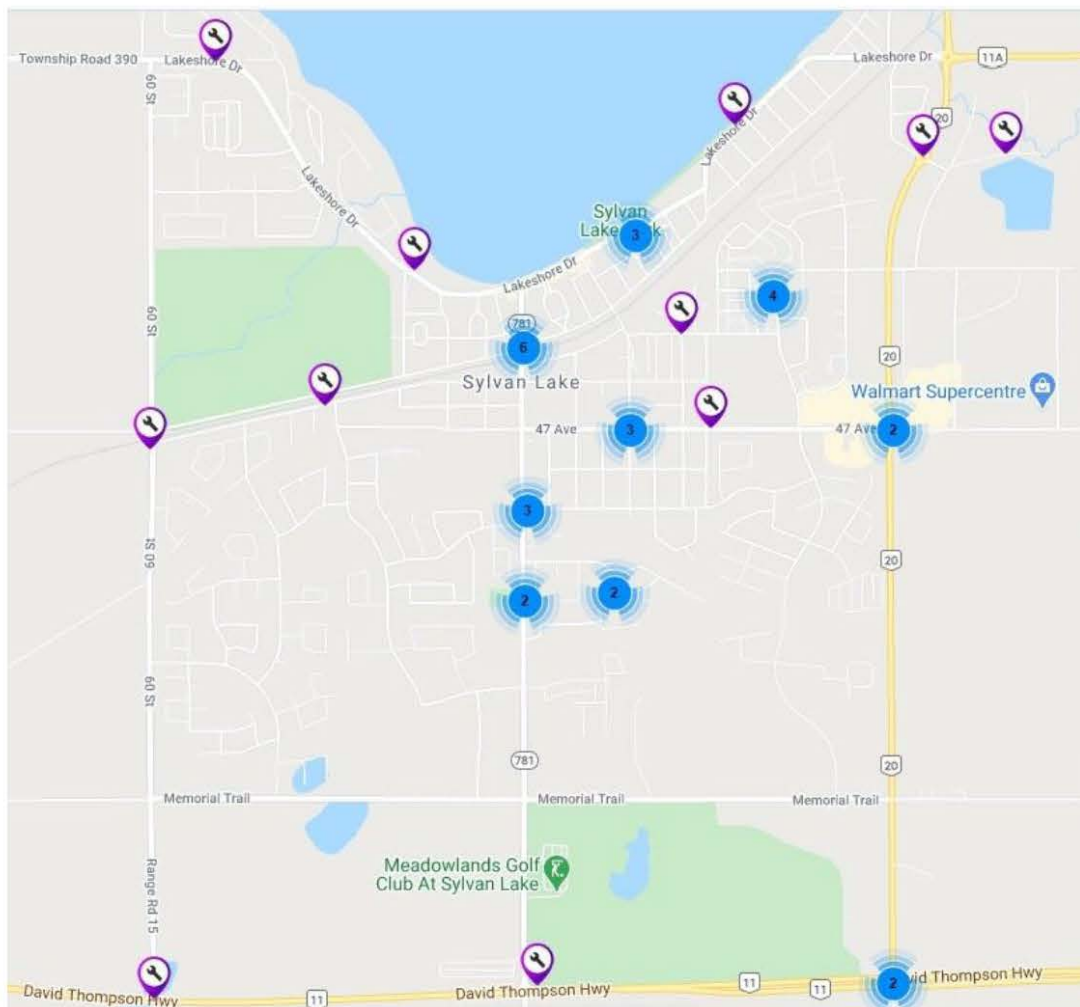 Township Road 390
Lakeshore Dr
Lakeshore Dr
11A
20
60 St
Lakeshore Dr
Lakeshore Dr
Sylvan
3
4
Lakeshore Dr
60 St
781
6
20
Sylvan Lake
Walmart Supercentre
3
47 Ave
47 Ave
2
3
60 St
20
2
2
60 St
781
20
Memorial Trail
Memorial Trail
Memorial Trail
Meadowlands Golf
Club At Sylvan Lake
Range Rd 15
David Thompson Hwy
11
David Thompson Hwy
11
11
2
vid Thompson Hwy